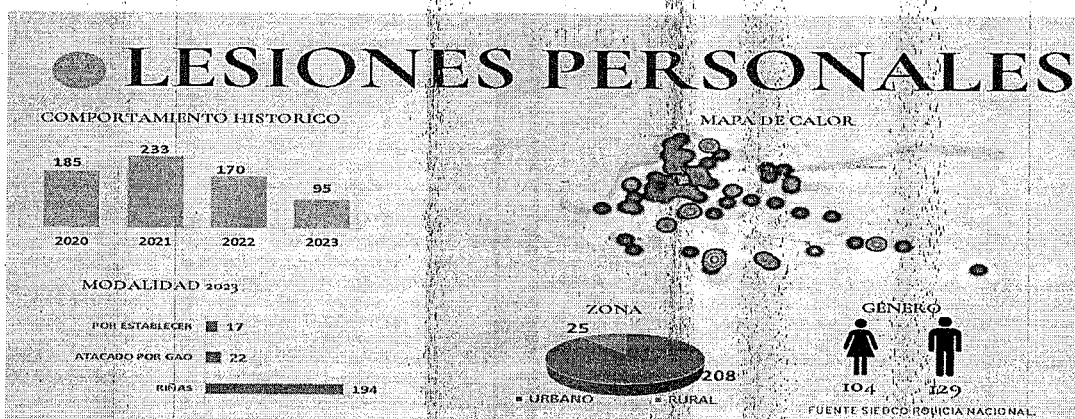 LESIONES PERSONALES
COMPORTAMIENTO HISTORICO
185
233
170
95
2020
2021
2022
2023
MAPA DE CALOR
MODALIDAD 2023
POR ESTABLECER 17
ATACADO POR GAO 22
RIÑAS 194
ZONA
25
208
URBANO
RURAL
GÉNERO
104
129
FUENTE SIEDCO POLICIA NACIONAL.